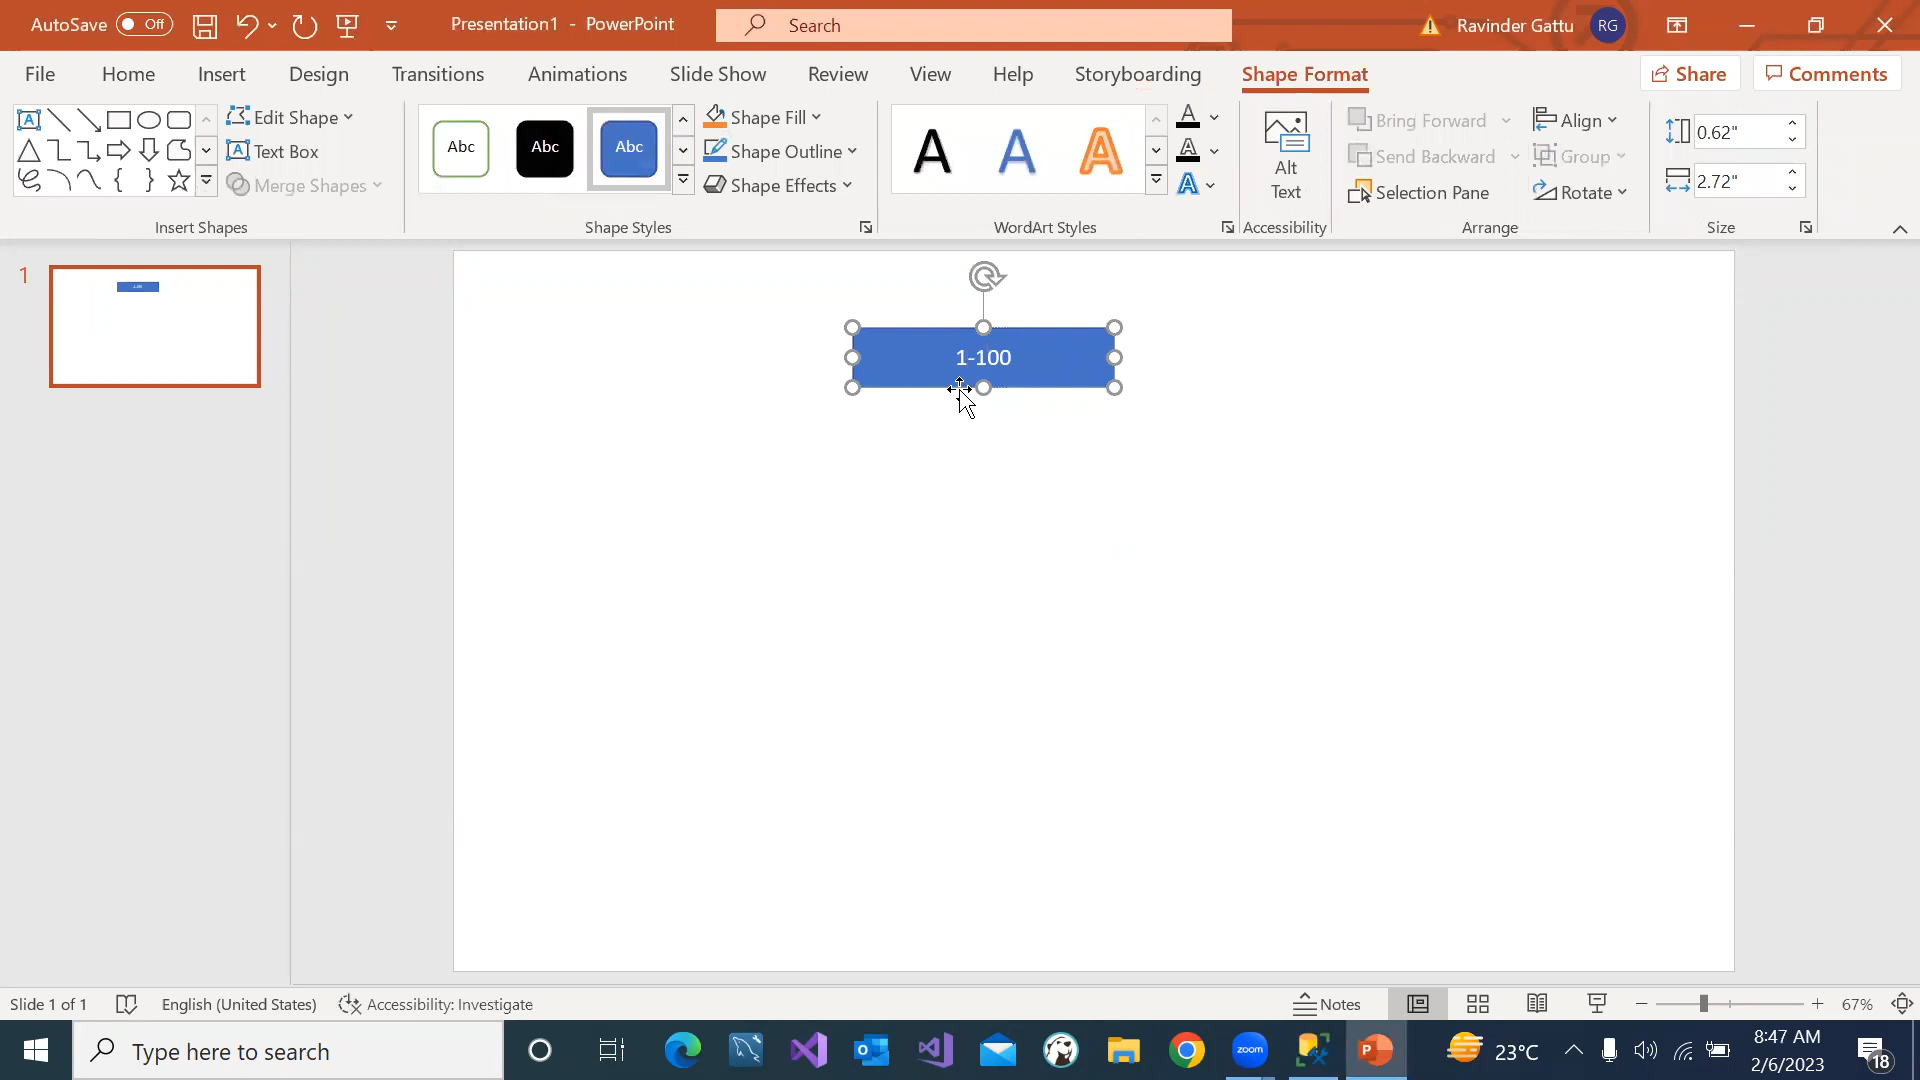 AutoSave Off Presentation1 - PowerPoint Search Ravinder Gattu RG
File Home Insert Design Transitions Animations Slide Show Review View Help Storyboarding Shape Format Share Comments
Edit Shape
Text Box
Merge Shapes
Insert Shapes
Abc Abc Abc
Shape Fill
Shape Outline
Shape Effects
Shape Styles
A A A
WordArt Styles
Alt
Text
Accessibility
Bring Forward
Send Backward
Selection Pane
Align
Group
Rotate
Arrange
0.62"
2.72"
Size
1
1-100
Slide 1 of 1 English (United States) Accessibility: Investigate Notes 67%
Type here to search
zoom
23°C
8:47 AM
2/6/2023
18